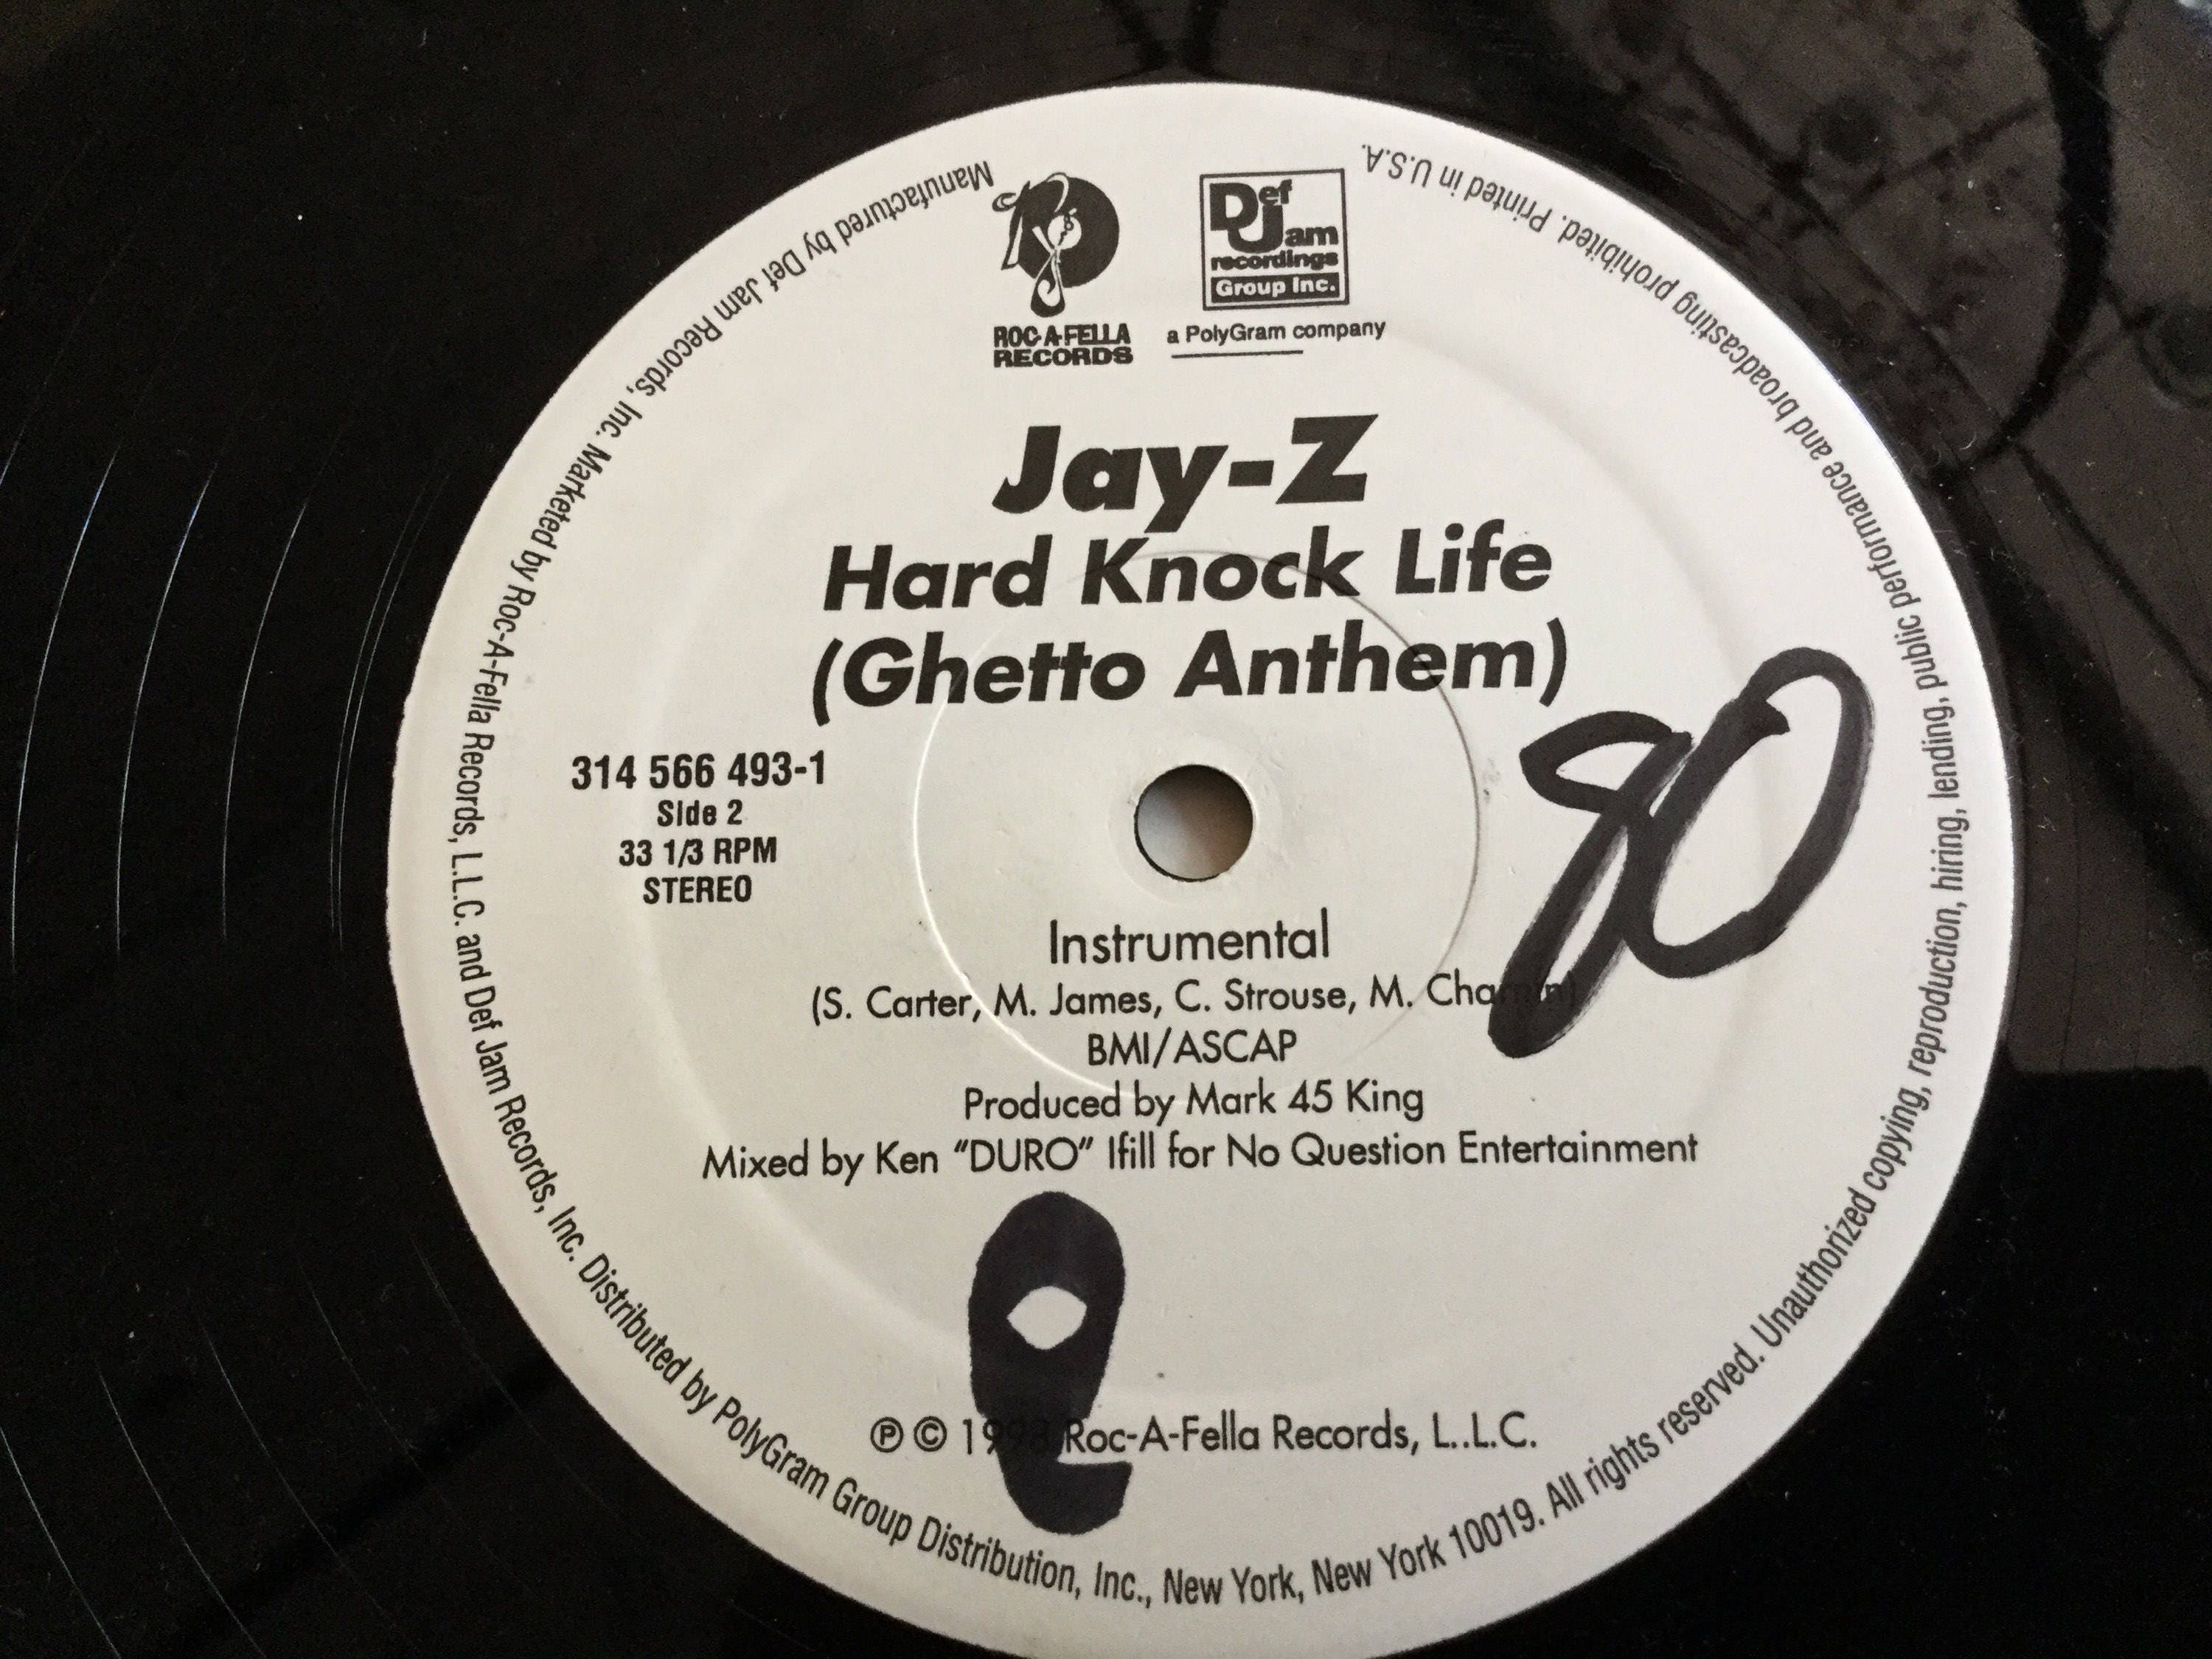 ROC-A-FELLA
RECORDS
Def
Jam
recordings
Group Inc.
a PolyGram company
Jay-Z
Hard Knock Life
(Ghetto Anthem)
314 566 493-1
Side 2
33 1/3 RPM
STEREO
80
Instrumental
(S. Carter, M. James, C. Strouse, M. Charnin)
BMI/ASCAP
Produced by Mark 45 King
Mixed by Ken "DURO" Ifill for No Question Entertainment
℗ © 1998 Roc-A-Fella Records, L..L.C.
Manufactured by Def Jam Records, Inc. Marketed by Roc-A-Fella Records, L.L.C. and Def Jam Records, Inc. Distributed by PolyGram Group Distribution, Inc., New York, New York 10019. All rights reserved. Unauthorized copying, reproduction, hiring, lending, public performance and broadcasting prohibited. Printed in U.S.A.